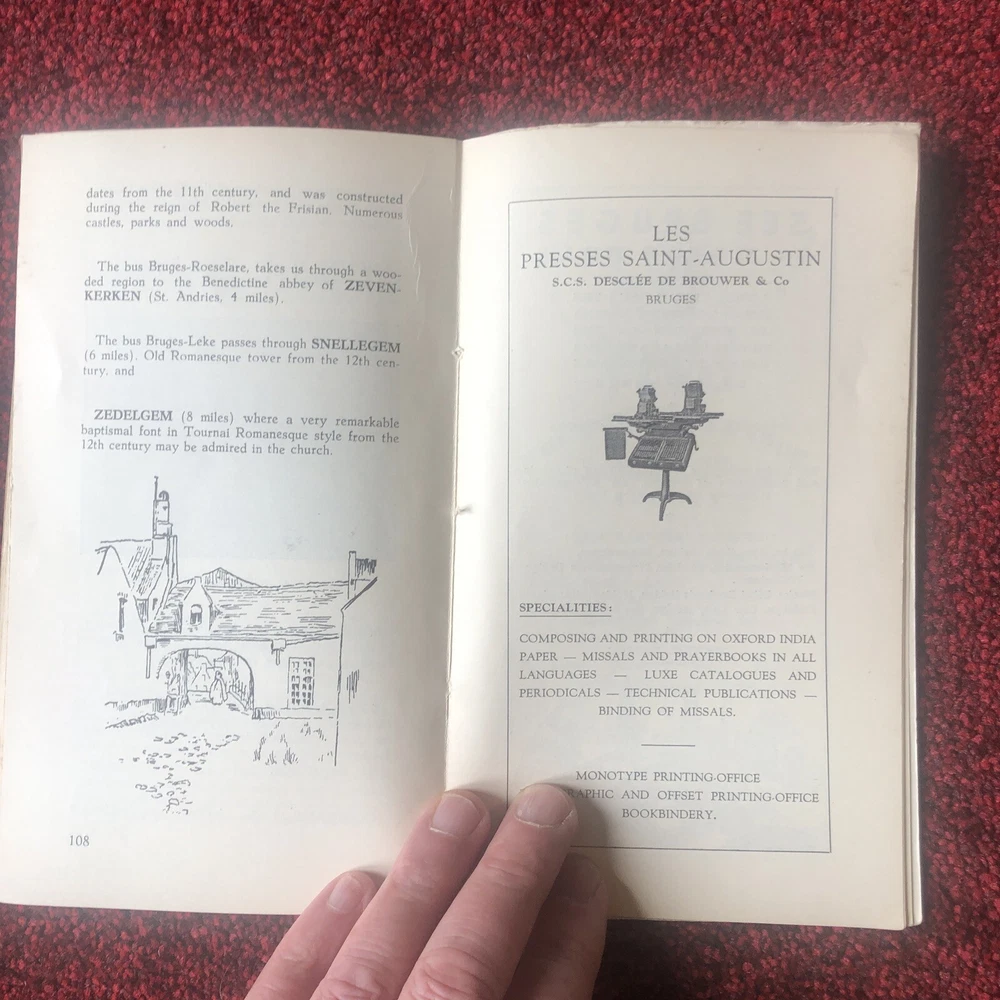 dates from the 11th century, and was constructed
during the reign of Robert the Frisian. Numerous
castles, parks and woods.
The bus Bruges-Roeselare, takes us through a woo-
ded region to the Benedictine abbey of ZEVEN-
KERKEN (St. Andries, 4 miles).
The bus Bruges-Leke passes through SNELLEGEM
(6 miles). Old Romanesque tower from the 12th cen-
tury. and
ZEDELGEM (8 miles) where a very remarkable
baptismal font in Tournai Romanesque style from the
12th century may be admired in the church.
108
LES
PRESSES SAINT-AUGUSTIN
S.C.S. DESCLÉE DE BROUWER & Co
BRUGES
SPECIALITIES:
COMPOSING AND PRINTING ON OXFORD INDIA
PAPER — MISSALS AND PRAYERBOOKS IN ALL
LANGUAGES — LUXE CATALOGUES AND
PERIODICALS — TECHNICAL PUBLICATIONS —
BINDING OF MISSALS.
MONOTYPE PRINTING-OFFICE
AND OFFSET PRINTING-OFFICE
BOOKBINDERY.